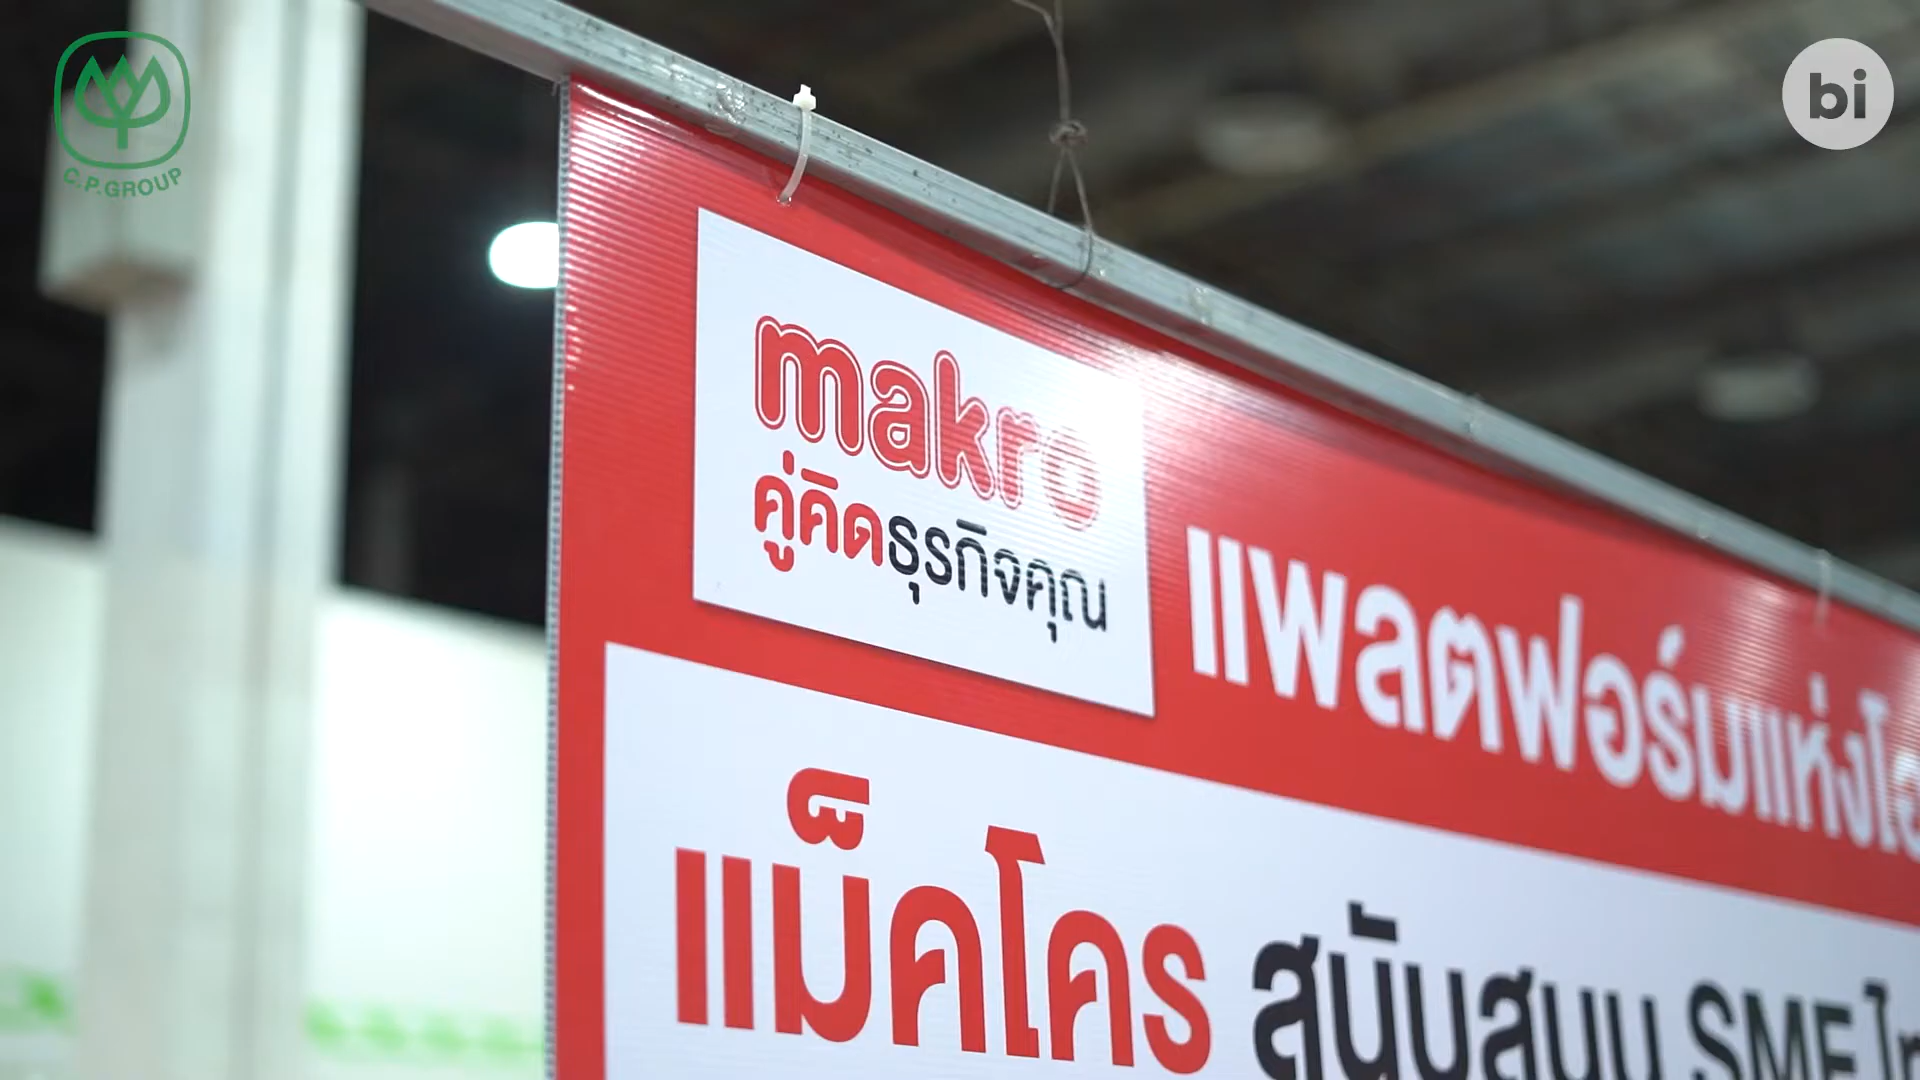 C.P.GROUP
bi
makro
คู่คิดธุรกิจคุณ
แพลตฟอร์มแห่ง
แม็คโคร สนับสนุน SME